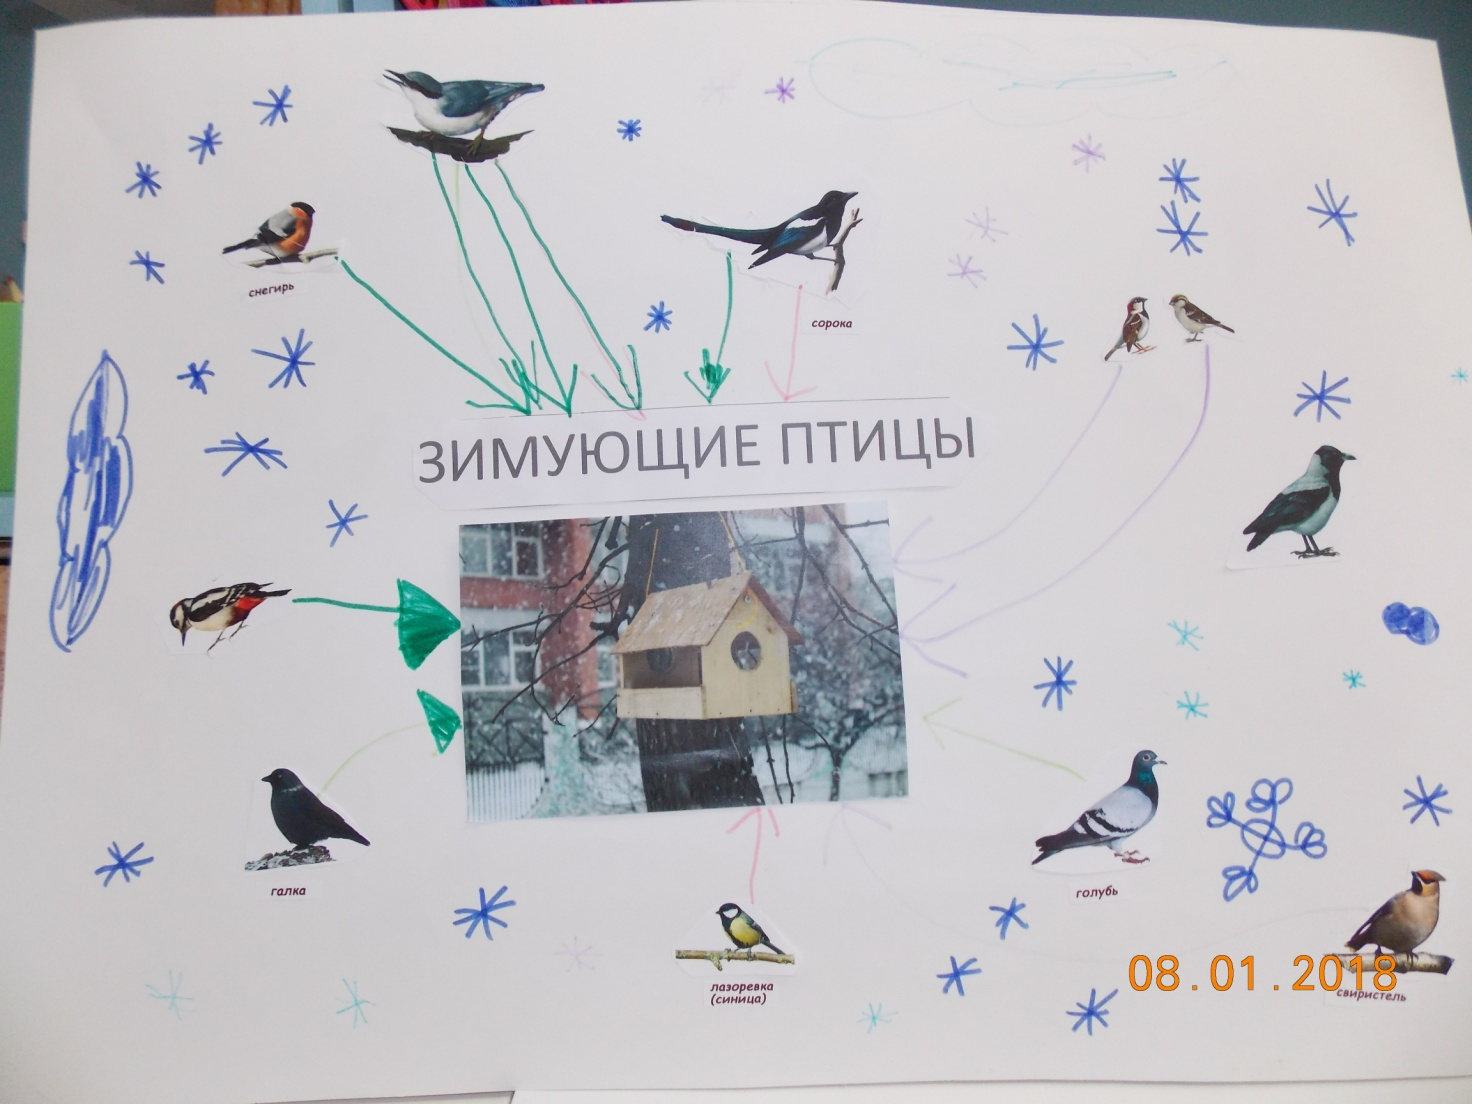 снегирь
сорока
ЗИМУЮЩИЕ ПТИЦЫ
галка
голубь
лазоревка
(синица)
свиристель
08.01.2018